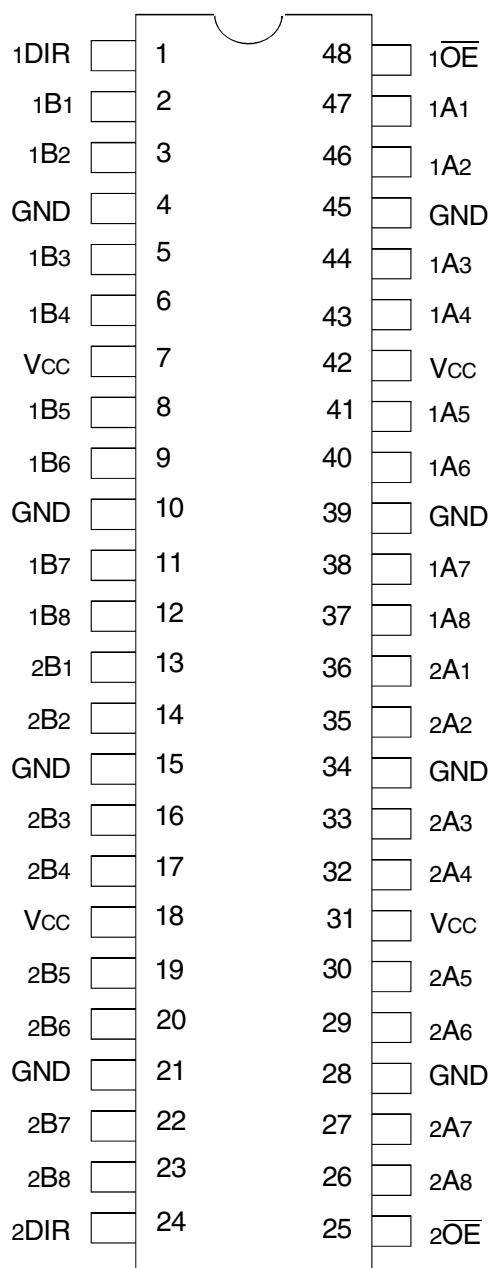 1DIR 1 48 1O̅E̅
1B1 2 47 1A1
1B2 3 46 1A2
GND 4 45 GND
1B3 5 44 1A3
1B4 6 43 1A4
VCC 7 42 VCC
1B5 8 41 1A5
1B6 9 40 1A6
GND 10 39 GND
1B7 11 38 1A7
1B8 12 37 1A8
2B1 13 36 2A1
2B2 14 35 2A2
GND 15 34 GND
2B3 16 33 2A3
2B4 17 32 2A4
VCC 18 31 VCC
2B5 19 30 2A5
2B6 20 29 2A6
GND 21 28 GND
2B7 22 27 2A7
2B8 23 26 2A8
2DIR 24 25 2O̅E̅